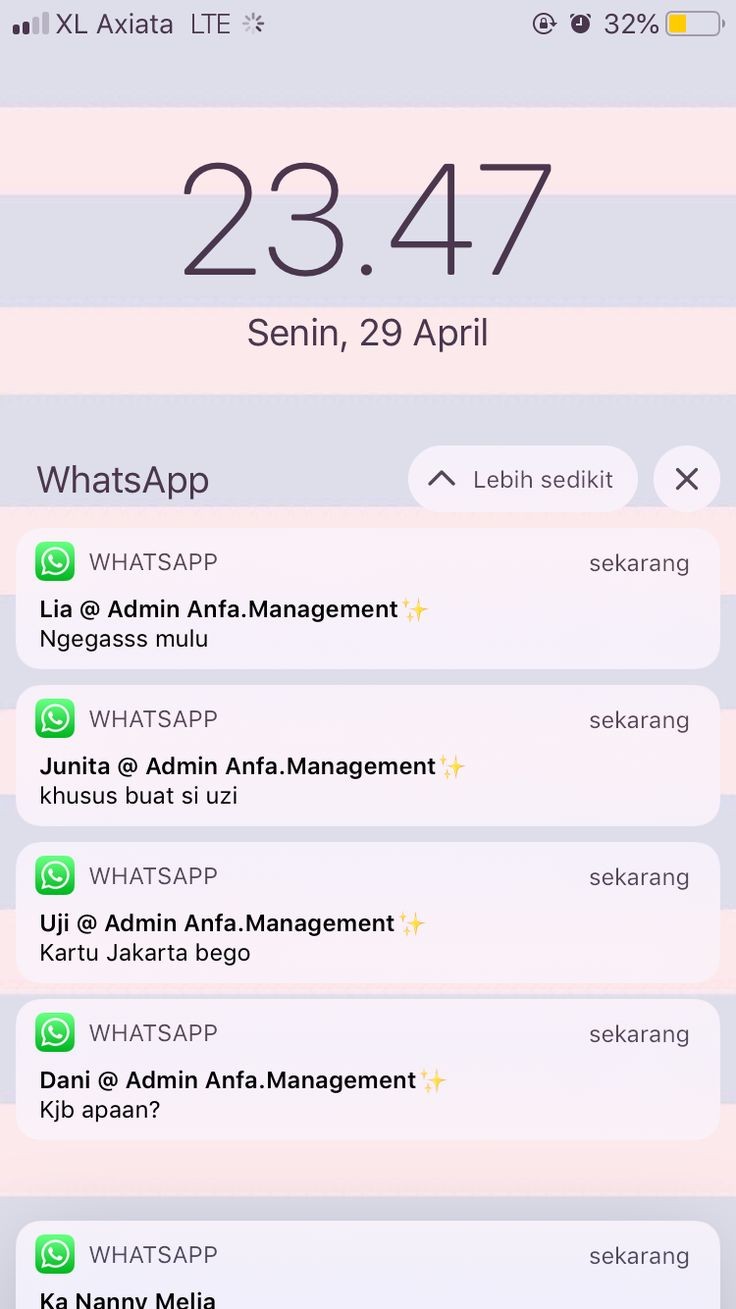 XL Axiata LTE 32%
23.47
Senin, 29 April
WhatsApp Lebih sedikit
WHATSAPP sekarang
Lia @ Admin Anfa.Management✨
Ngegasss mulu
WHATSAPP sekarang
Junita @ Admin Anfa.Management✨
khusus buat si uzi
WHATSAPP sekarang
Uji @ Admin Anfa.Management✨
Kartu Jakarta bego
WHATSAPP sekarang
Dani @ Admin Anfa.Management✨
Kjb apaan?
WHATSAPP sekarang
Ka Nanny Melia